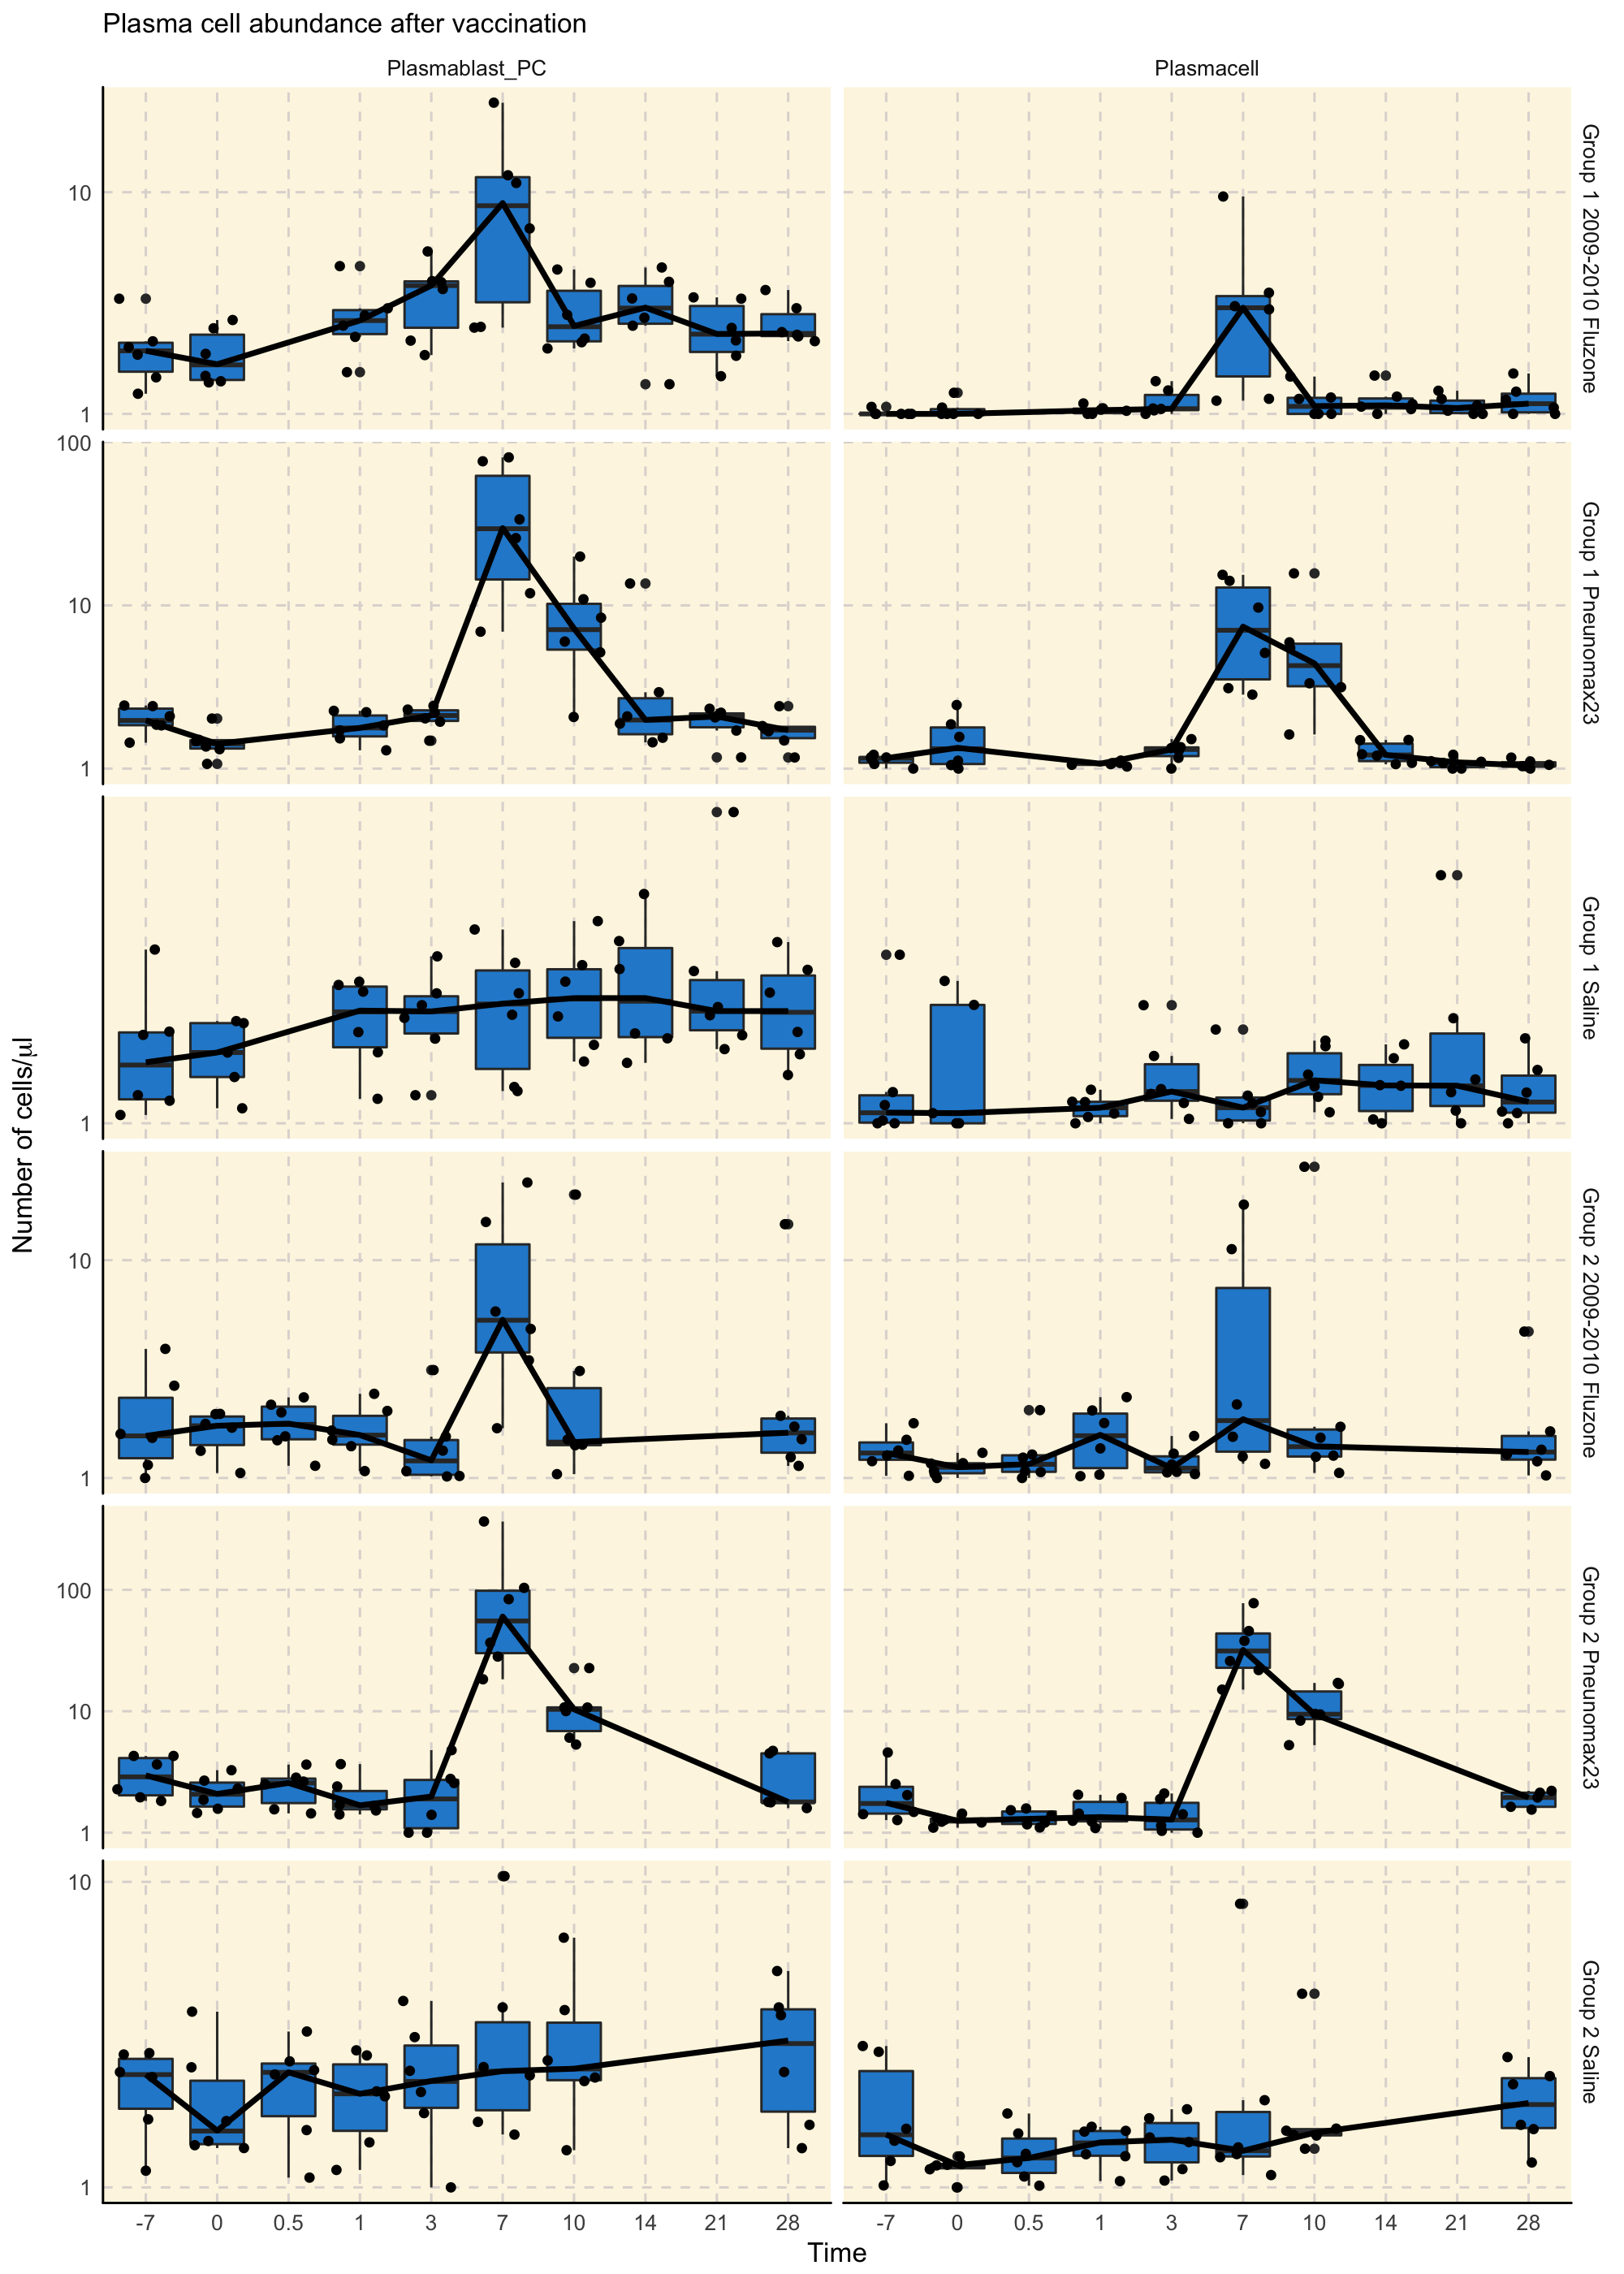 Plasma cell abundance after vaccination
Plasmablast_PC
Plasmacell
10
1
Group 1 2009-2010 Fluzone
100
10
1
Group 1 Pneunomax23
1
Group 1 Saline
Nnumber of cells/μl
10
1
Group 2 2009-2010 Fluzone
100
10
1
Group 2 Pneunomax23
10
1
Group 2 Saline
-7 0 0.5 1 3 7 10 14 21 28
-7 0 0.5 1 3 7 10 14 21 28
Time